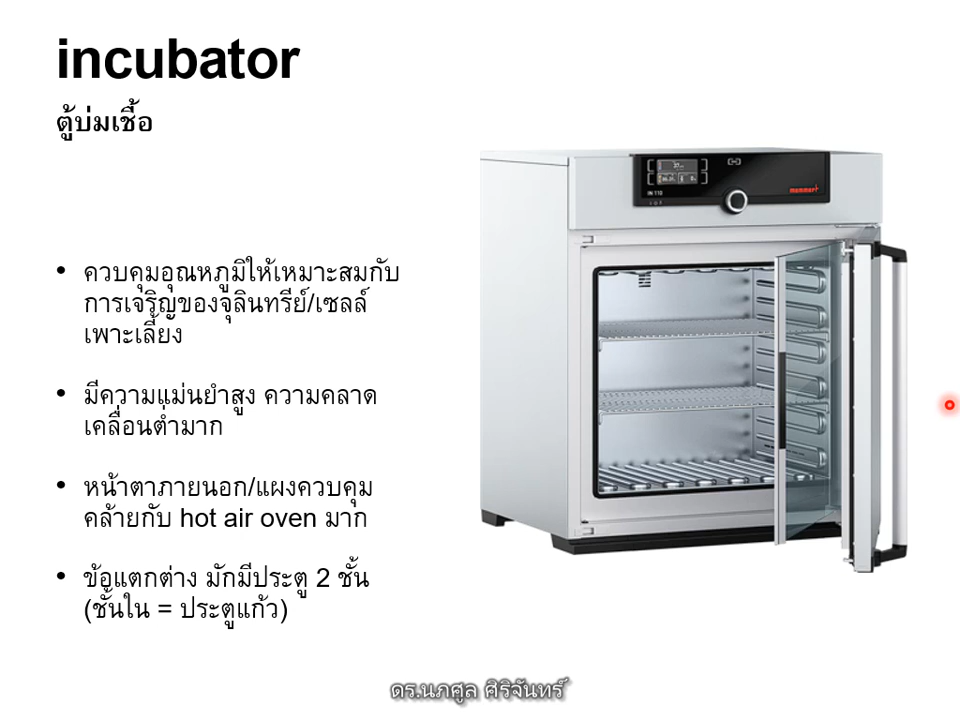 incubator
ตู้บ่มเชื้อ
• ควบคุมอุณหภูมิให้เหมาะสมกับ
การเจริญของจุลินทรีย์/เซลล์
เพาะเลี้ยง
• มีความแม่นยำสูง ความคลาด
เคลื่อนต่ำมาก
• หน้าตาภายนอก/แผงควบคุม
คล้ายกับ hot air oven มาก
• ข้อแตกต่าง มักมีประตู 2 ชั้น
(ชั้นใน = ประตูแก้ว)
memmert
IN 110
ดร.นภศูล ศิริจันทร์